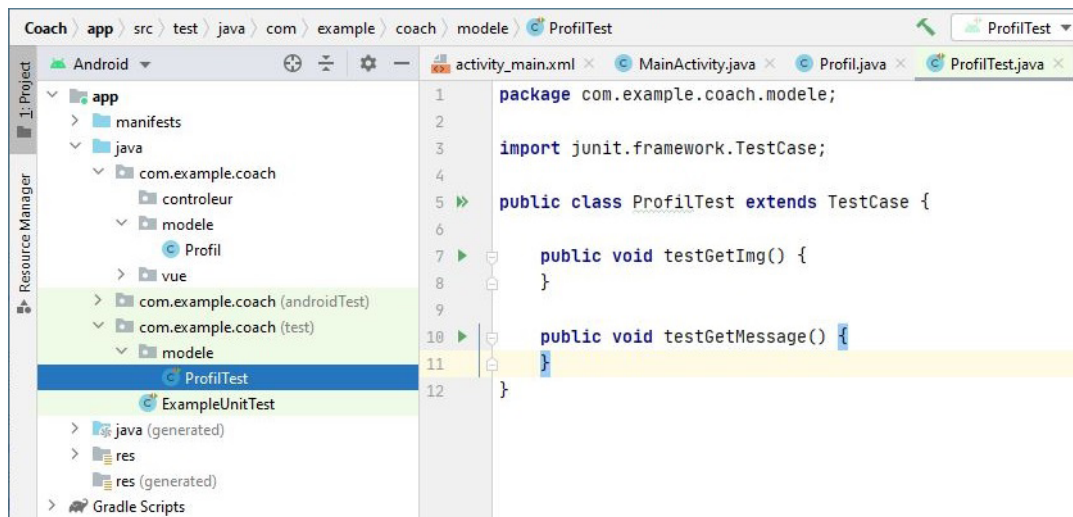 Coach app src test java com example coach modele ProfilTest
ProfilTest
1: Project
Resource Manager
Android
app
manifests
java
com.example.coach
controleur
modele
Profil
vue
com.example.coach (androidTest)
com.example.coach (test)
modele
ProfilTest
ExampleUnitTest
java (generated)
res
res (generated)
Gradle Scripts
activity_main.xml MainActivity.java Profil.java ProfilTest.java
1 package com.example.coach.modele;
2
3 import junit.framework.TestCase;
4
5 public class ProfilTest extends TestCase {
6
7 public void testGetImg() {
8 }
9
10 public void testGetMessage() {
11 }
12 }